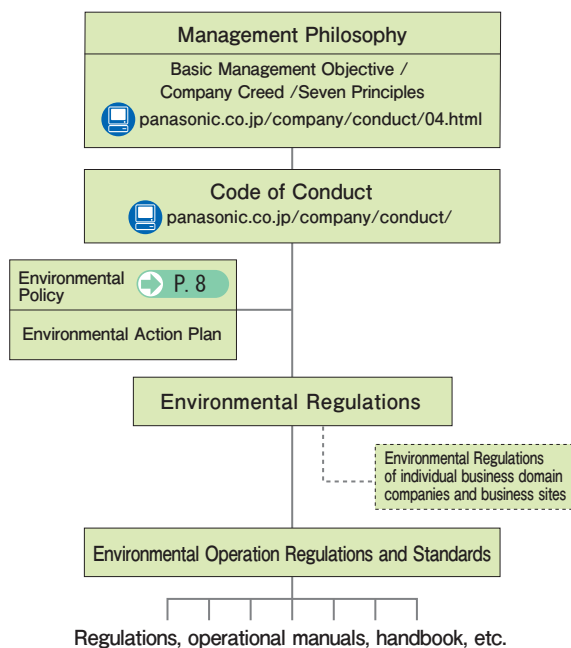 Management Philosophy
Basic Management Objective /
Company Creed /Seven Principles
panasonic.co.jp/company/conduct/04.html
Code of Conduct
panasonic.co.jp/company/conduct/
Environmental
Policy
P. 8
Environmental Action Plan
Environmental Regulations
Environmental Regulations
of individual business domain
companies and business sites
Environmental Operation Regulations and Standards
Regulations, operational manuals, handbook, etc.